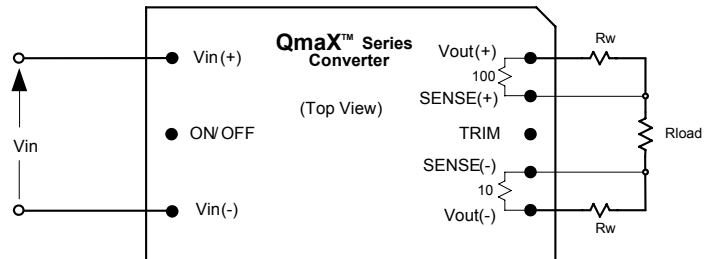 QmaX™ Series
Converter
(Top View)
Vin(+)
ON/OFF
Vin(-)
Vin
Vout(+)
100
SENSE(+)
TRIM
SENSE(-)
10
Vout(-)
Rw
Rload
Rw